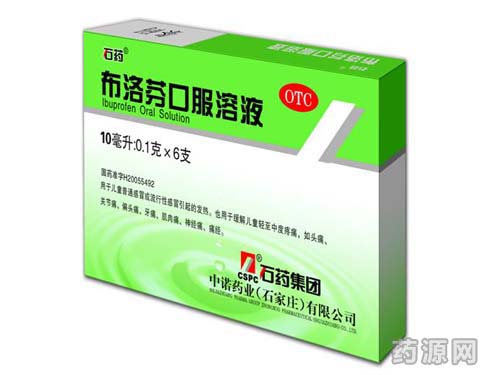 石药
OTC
布洛芬口服溶液
Ibuprofen Oral Solution
10毫升:0.1克×6支
国药准字H20055492
用于儿童普通感冒或流行性感冒引起的发热。也用于缓解儿童轻至中度疼痛，如头痛、
关节痛、偏头痛、牙痛、肌肉痛、神经痛、痛经。
CSPC 石药集团
中诺药业(石家庄)有限公司
药源网